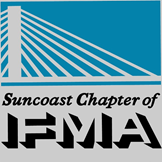 Suncoast Chapter of
IFMA